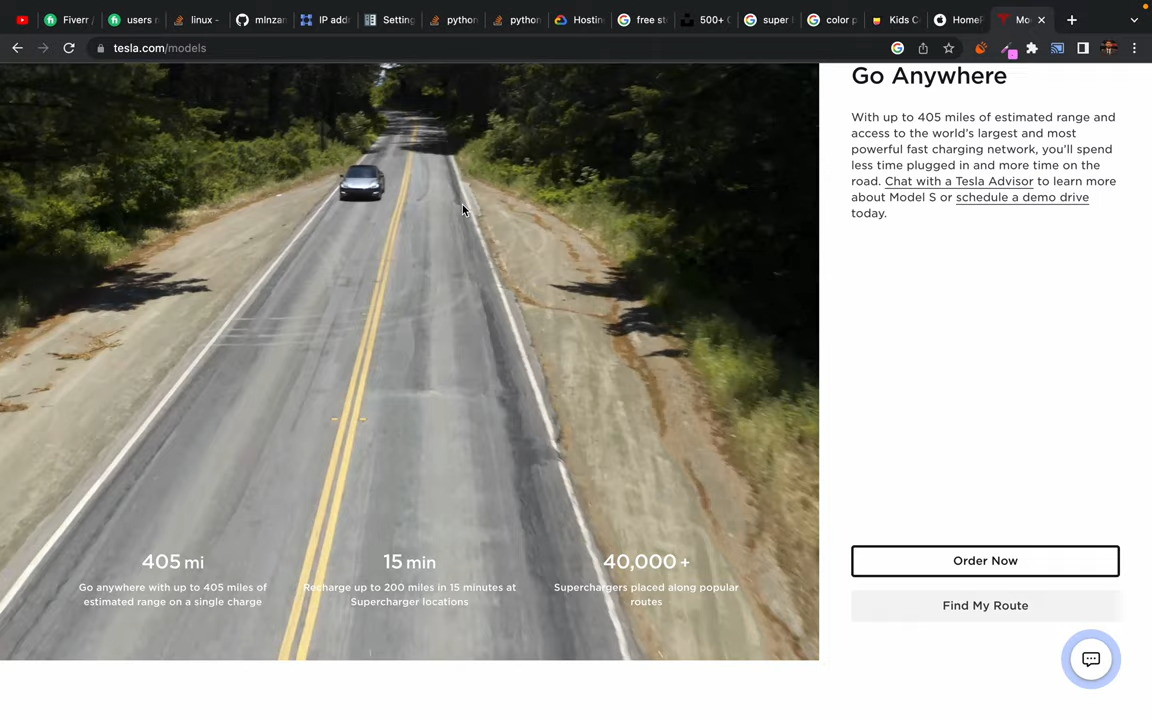 Fiverr /
users r
linux -
mlnzan
IP addr
Setting
python
python
Hostin
free sto
500+ C
super h
color p
Kids C
HomeP
Mo
tesla.com/models
Go Anywhere
With up to 405 miles of estimated range and
access to the world's largest and most
powerful fast charging network, you'll spend
less time plugged in and more time on the
road. Chat with a Tesla Advisor to learn more
about Model S or schedule a demo drive
today.
405 mi
Go anywhere with up to 405 miles of
estimated range on a single charge
15 min
Recharge up to 200 miles in 15 minutes at
Supercharger locations
40,000 +
Superchargers placed along popular
routes
Order Now
Find My Route